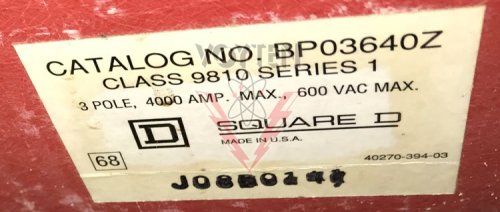 VOYTEN
CATALOG NO. BP03640Z
CLASS 9810 SERIES 1
3 POLE, 4000 AMP. MAX., 600 VAC MAX.
D SQUARE D
MADE IN U.S.A.
68
40270-394-03